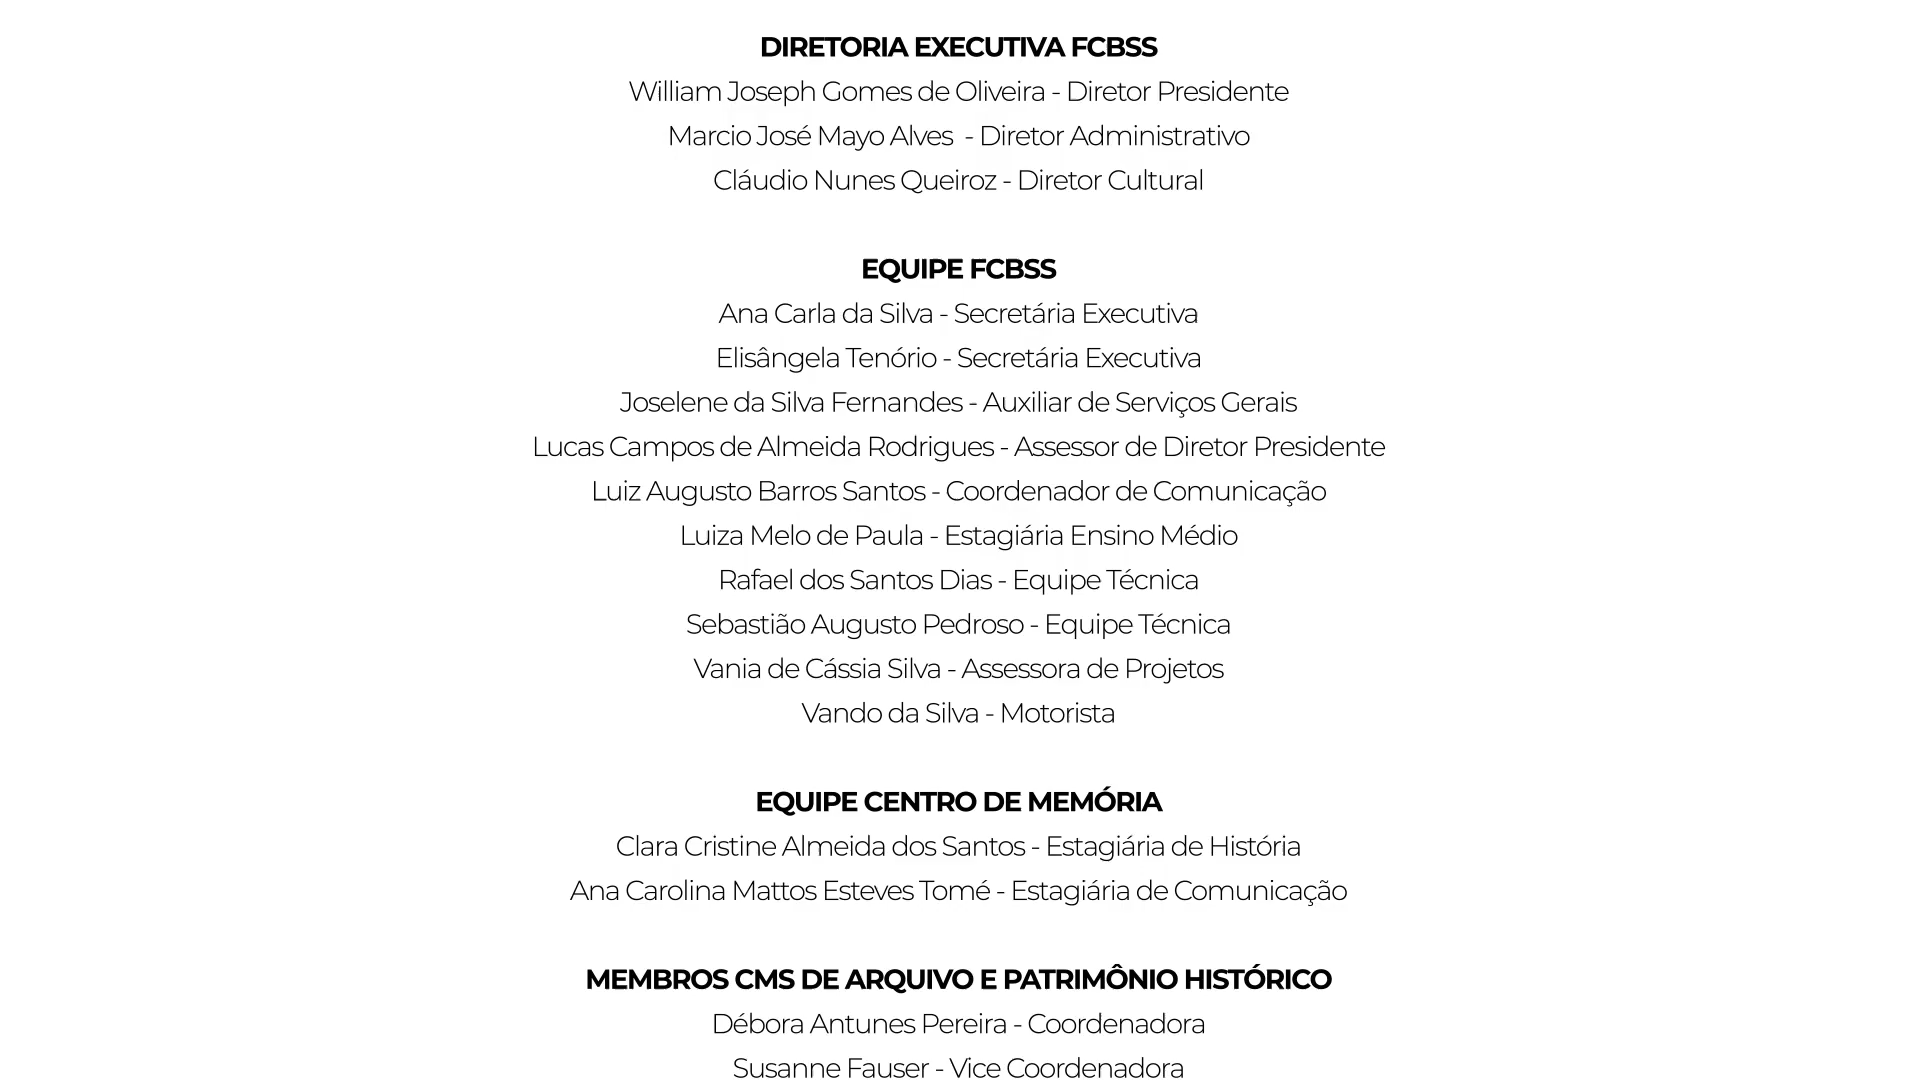 DIRETORIA EXECUTIVA FCBSS
William Joseph Gomes de Oliveira - Diretor Presidente
Marcio José Mayo Alves  - Diretor Administrativo
Cláudio Nunes Queiroz - Diretor Cultural
EQUIPE FCBSS
Ana Carla da Silva - Secretária Executiva
Elisângela Tenório - Secretária Executiva
Joselene da Silva Fernandes - Auxiliar de Serviços Gerais
Lucas Campos de Almeida Rodrigues - Assessor de Diretor Presidente
Luiz Augusto Barros Santos - Coordenador de Comunicação
Luiza Melo de Paula - Estagiária Ensino Médio
Rafael dos Santos Dias - Equipe Técnica
Sebastião Augusto Pedroso - Equipe Técnica
Vania de Cássia Silva - Assessora de Projetos
Vando da Silva - Motorista
EQUIPE CENTRO DE MEMÓRIA
Clara Cristine Almeida dos Santos - Estagiária de História
Ana Carolina Mattos Esteves Tomé - Estagiária de Comunicação
MEMBROS CMS DE ARQUIVO E PATRIMÔNIO HISTÓRICO
Débora Antunes Pereira - Coordenadora
Susanne Fauser - Vice Coordenadora